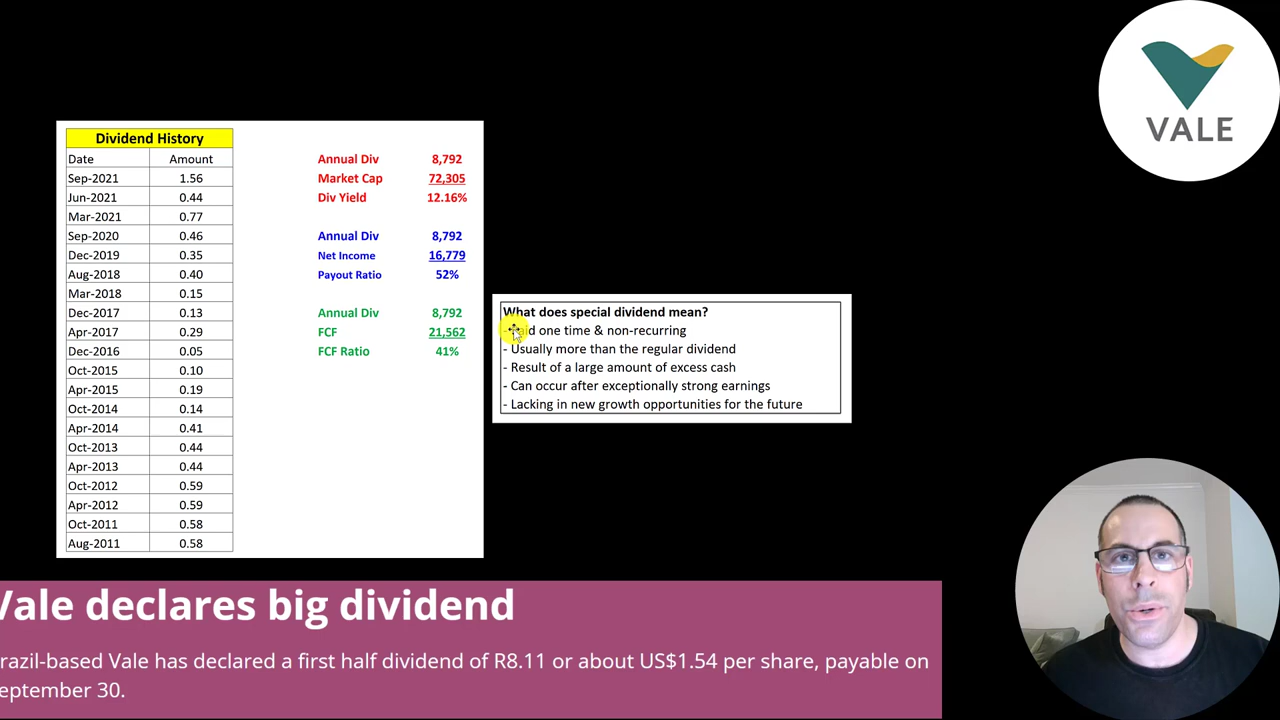 VALE
Dividend History
Date Amount
Sep-2021 1.56
Jun-2021 0.44
Mar-2021 0.77
Sep-2020 0.46
Dec-2019 0.35
Aug-2018 0.40
Mar-2018 0.15
Dec-2017 0.13
Apr-2017 0.29
Dec-2016 0.05
Oct-2015 0.10
Apr-2015 0.19
Oct-2014 0.14
Apr-2014 0.41
Oct-2013 0.44
Apr-2013 0.44
Oct-2012 0.59
Apr-2012 0.59
Oct-2011 0.58
Aug-2011 0.58
Annual Div 8,792
Market Cap 72,305
Div Yield 12.16%
Annual Div 8,792
Net Income 16,779
Payout Ratio 52%
Annual Div 8,792
FCF 21,562
FCF Ratio 41%
What does special dividend mean?
- one time & non-recurring
- Usually more than the regular dividend
- Result of a large amount of excess cash
- Can occur after exceptionally strong earnings
- Lacking in new growth opportunities for the future
Vale declares big dividend
razil-based Vale has declared a first half dividend of R8.11 or about US$1.54 per share, payable on
eptember 30.